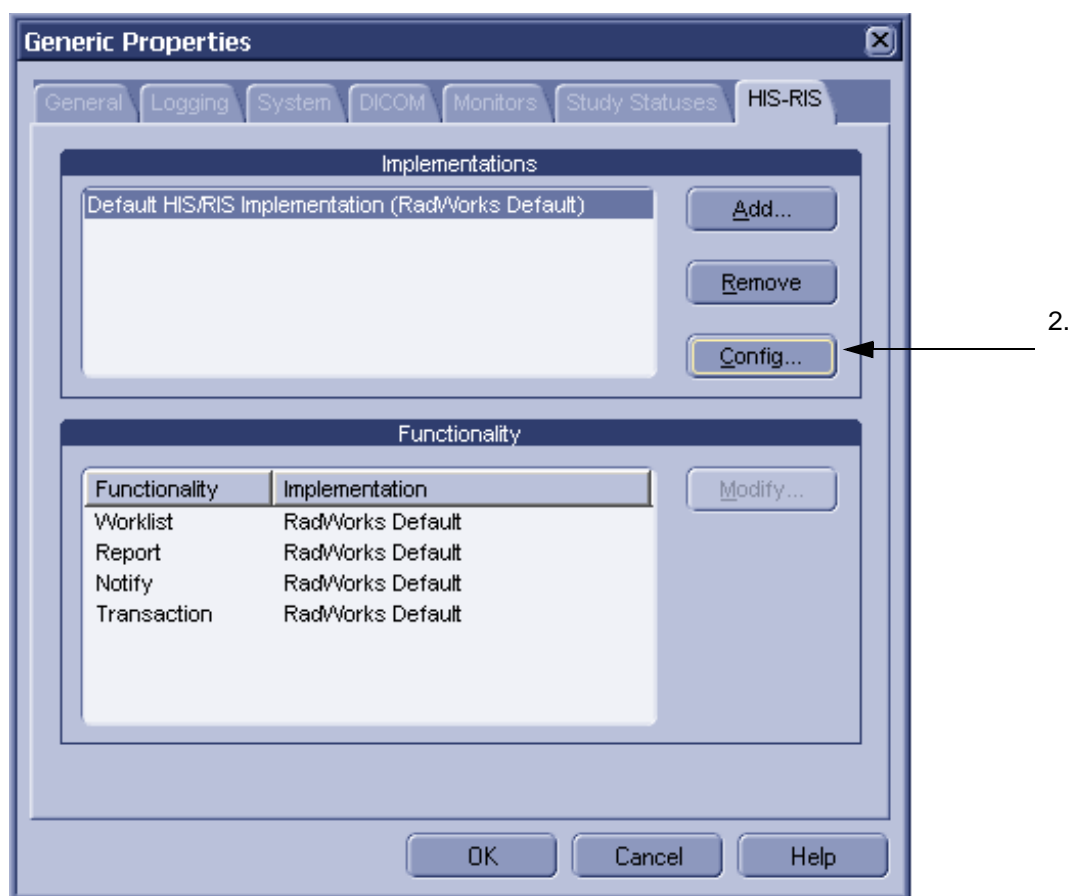 Generic Properties
General Logging System DICOM Monitors Study Statuses HIS-RIS
Implementations
Default HIS/RIS Implementation (RadWorks Default)
Add...
Remove
2.
Config...
Functionality
Functionality Implementation
Modify...
Worklist RadWorks Default
Report RadWorks Default
Notify RadWorks Default
Transaction RadWorks Default
OK Cancel Help